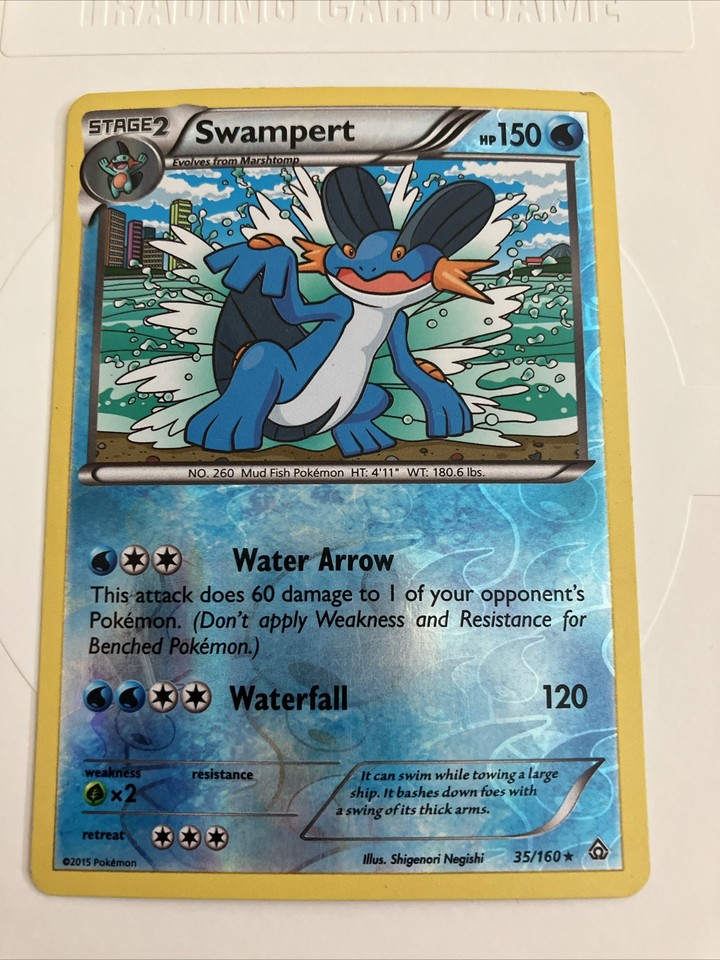 TRADING CARD GAME
STAGE2
Swampert
HP150
Evolves from Marshtomp
NO. 260 Mud Fish Pokémon HT: 4'11" WT: 180.6 lbs.
Water Arrow
This attack does 60 damage to 1 of your opponent's
Pokémon. (Don't apply Weakness and Resistance for
Benched Pokémon.)
Waterfall 120
weakness resistance
×2
retreat
It can swim while towing a large
ship. It bashes down foes with
a swing of its thick arms.
©2015 Pokémon
Illus. Shigenori Negishi 35/160★